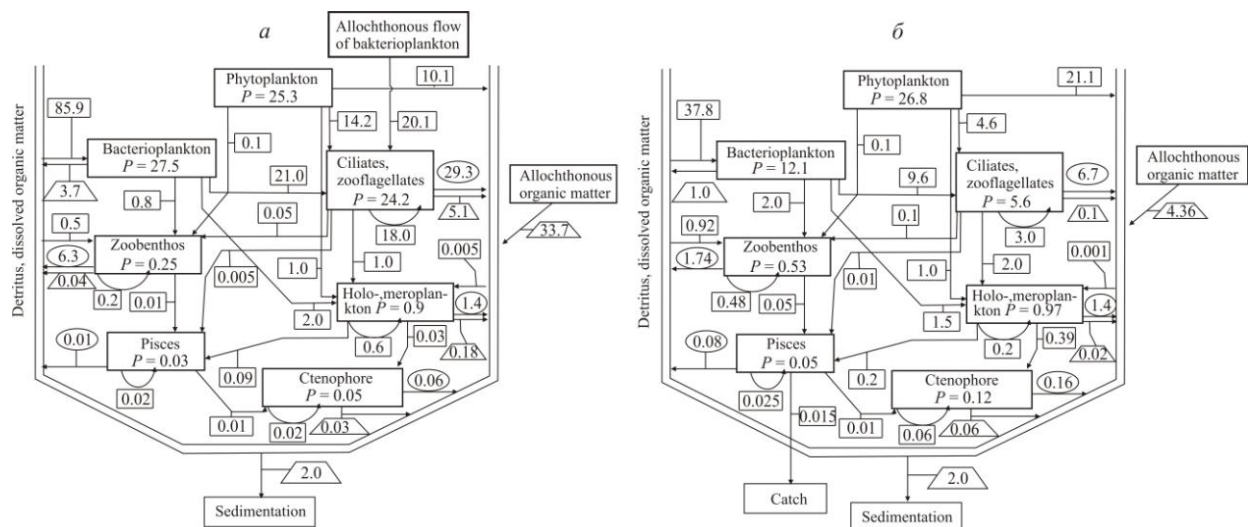 а
Allochthonous flow
of bakterioplankton
Phytoplankton
P = 25.3
10.1
85.9
14.2
20.1
0.1
Bacterioplankton
P = 27.5
Ciliates,
zooflagellates
P = 24.2
29.3
21.0
3.7
5.1
Allochthonous
organic matter
33.7
Detritus, dissolved organic matter
0.8
0.05
0.5
18.0
Zoobenthos
P = 0.25
6.3
0.04
0.005
1.0
1.0
0.005
0.2
0.01
2.0
Holo-,meroplan-
kton P = 0.9
1.4
0.6
0.03
0.18
0.01
Pisces
P = 0.03
0.09
Ctenophore
P = 0.05
0.06
0.02
0.01
0.02
0.03
2.0
Sedimentation
б
Phytoplankton
P = 26.8
21.1
37.8
4.6
0.1
Bacterioplankton
P = 12.1
Ciliates,
zooflagellates
P = 5.6
6.7
9.6
1.0
0.1
Allochthonous
organic matter
4.36
Detritus, dissolved organic matter
2.0
0.1
0.92
3.0
Zoobenthos
P = 0.53
1.74
0.01
1.0
2.0
0.001
0.48
0.05
1.5
Holo-,meroplan-
kton P = 0.97
1.4
0.2
0.39
0.02
0.08
Pisces
P = 0.05
0.2
Ctenophore
P = 0.12
0.16
0.025
0.015
0.01
0.06
0.06
2.0
Catch
Sedimentation